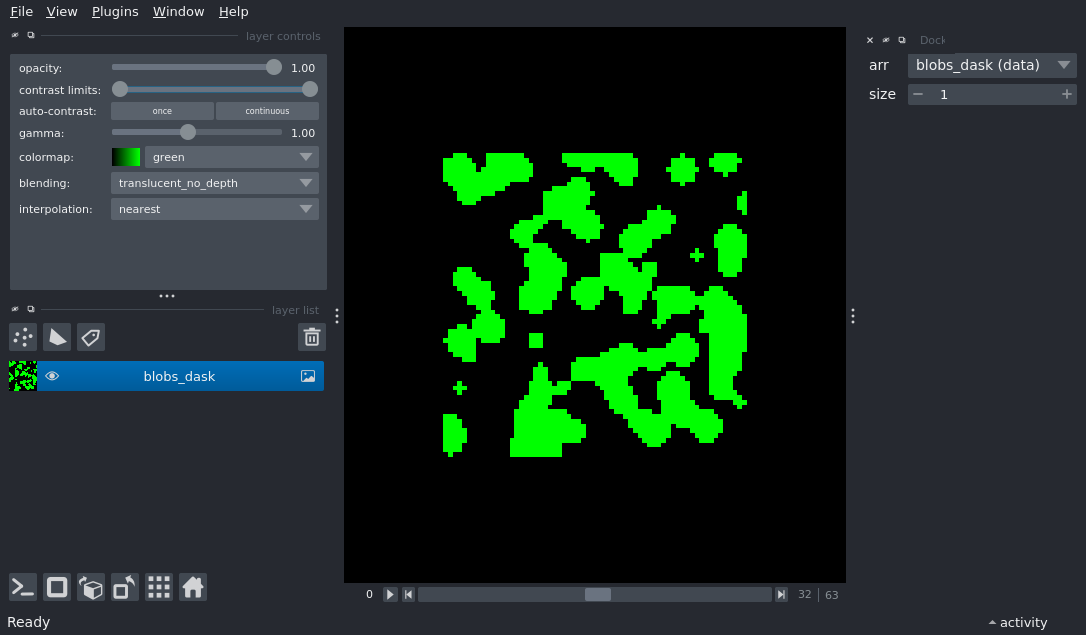 File View Plugins Window Help
layer controls
opacity: 1.00
contrast limits:
auto-contrast: once continuous
gamma: 1.00
colormap: green
blending: translucent_no_depth
interpolation: nearest
layer list
blobs_dask
0 32 63
Dock
arr blobs_dask (data)
size 1
Ready
activity